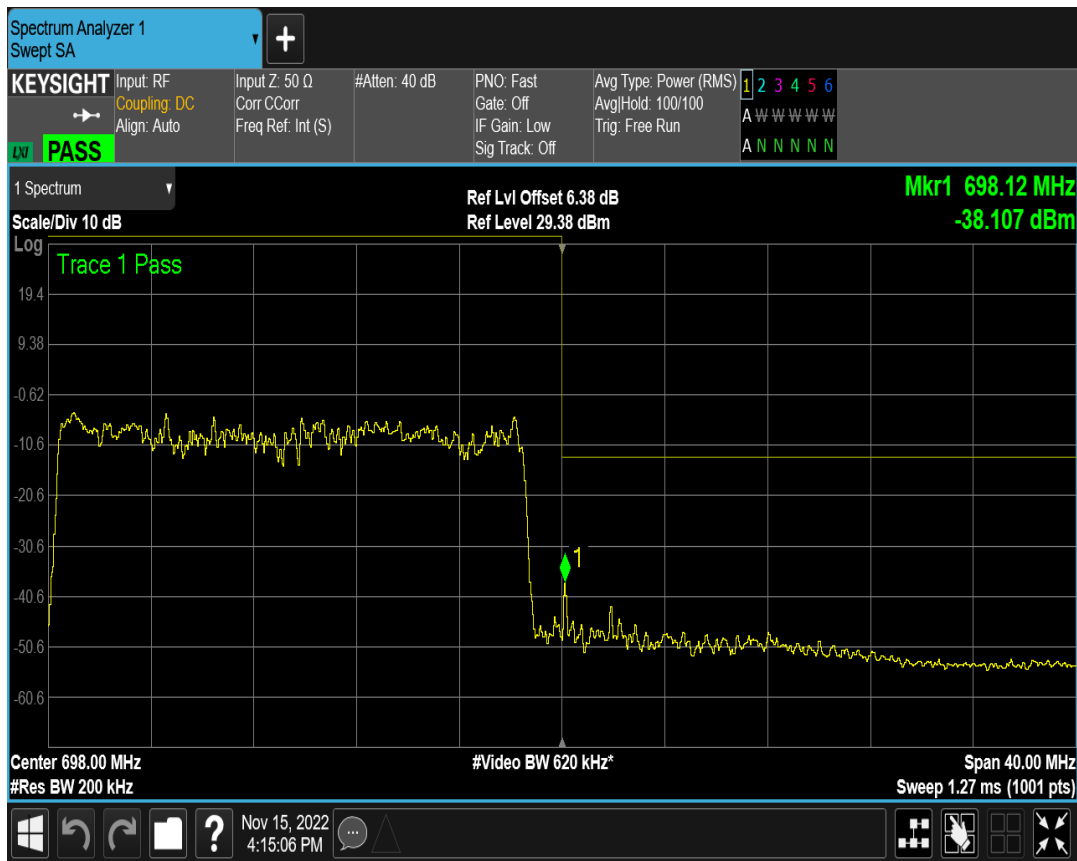 Spectrum Analyzer 1
Swept SA
+
KEYSIGHT
LXI PASS
Input: RF
Coupling: DC
Align: Auto
Input Z: 50 Ω
Corr CCorr
Freq Ref: Int (S)
#Atten: 40 dB
PNO: Fast
Gate: Off
IF Gain: Low
Sig Track: Off
Avg Type: Power (RMS)
Avg|Hold: 100/100
Trig: Free Run
1 2 3 4 5 6
A W W W W W
A N N N N N
1 Spectrum
Scale/Div 10 dB
Ref Lvl Offset 6.38 dB
Ref Level 29.38 dBm
Mkr1 698.12 MHz
-38.107 dBm
Log
Trace 1 Pass
19.4
9.38
-0.62
-10.6
-20.6
-30.6
1
-40.6
-50.6
-60.6
Center 698.00 MHz
#Video BW 620 kHz*
Span 40.00 MHz
#Res BW 200 kHz
Sweep 1.27 ms (1001 pts)
?
Nov 15, 2022
4:15:06 PM